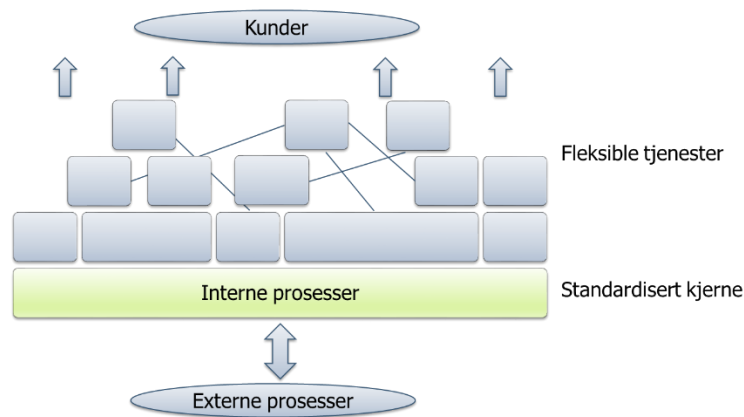 Kunder
Fleksible tjenester
Interne prosesser
Standardisert kjerne
Externe prosesser